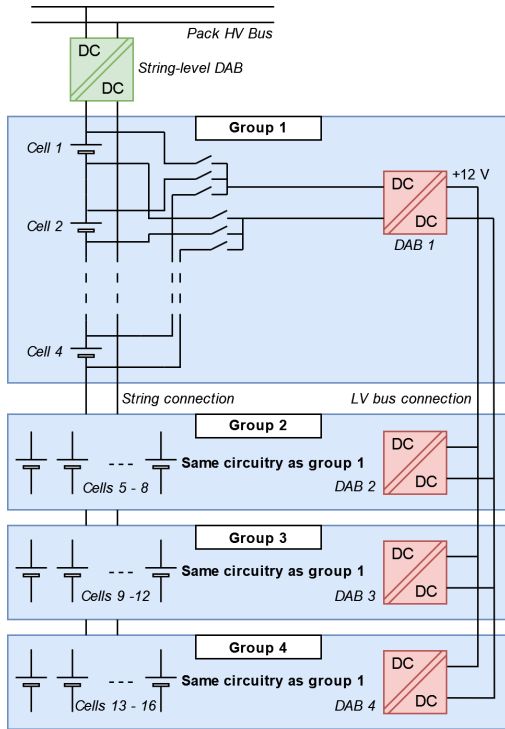 Pack HV Bus
DC
DC
String-level DAB
Group 1
Cell 1
+12 V
DC
DC
Cell 2
DAB 1
Cell 4
String connection
LV bus connection
Group 2
DC
Same circuitry as group 1
DC
Cells 5 - 8
DAB 2
Group 3
DC
Same circuitry as group 1
DC
Cells 9 -12
DAB 3
Group 4
DC
Same circuitry as group 1
DC
Cells 13 - 16
DAB 4